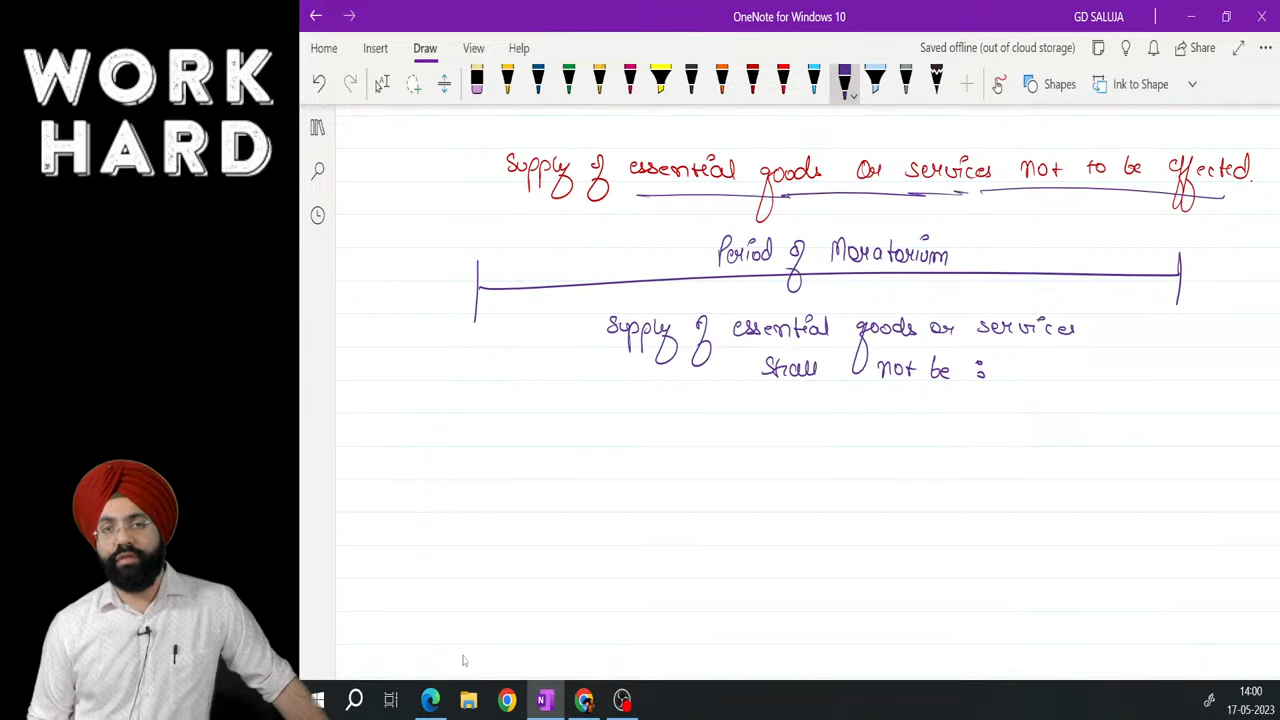 WORK
HARD
OneNote for Windows 10
GD SALUJA
Home Insert Draw View Help
Saved offline (out of cloud storage)
Share
Shapes
Ink to Shape
Supply of essential goods Or services not to be effected.
Period of Moratorium
Supply of essential goods or services
Shall not be :
14:00
17-05-2023